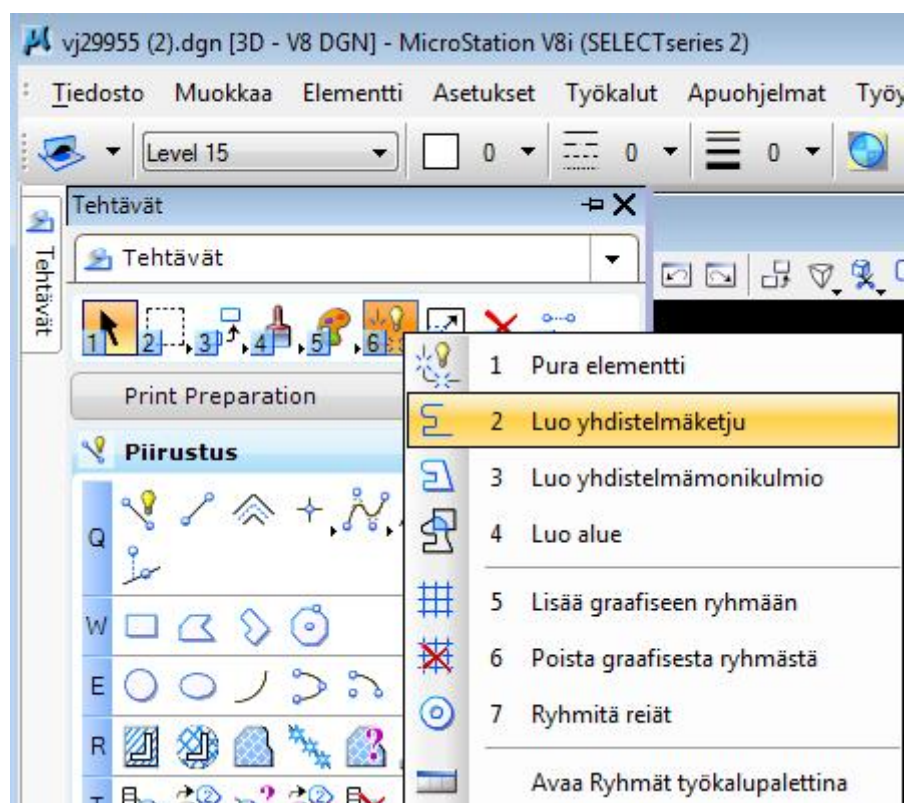 vj29955 (2).dgn [3D - V8 DGN] - MicroStation V8i (SELECTseries 2)
Tiedosto Muokkaa Elementti Asetukset Työkalut Apuohjelmat Työy
Level 15 0 0 0
Tehtävät
Tehtävät
Tehtävät
1 2 3 4 5 6
Print Preparation
Piirustus
Q
W
E
R
T
1 Pura elementti
2 Luo yhdistelmäketju
3 Luo yhdistelmämonikulmio
4 Luo alue
5 Lisää graafiseen ryhmään
6 Poista graafisesta ryhmästä
7 Ryhmitä reiät
Avaa Ryhmät työkalupalettina